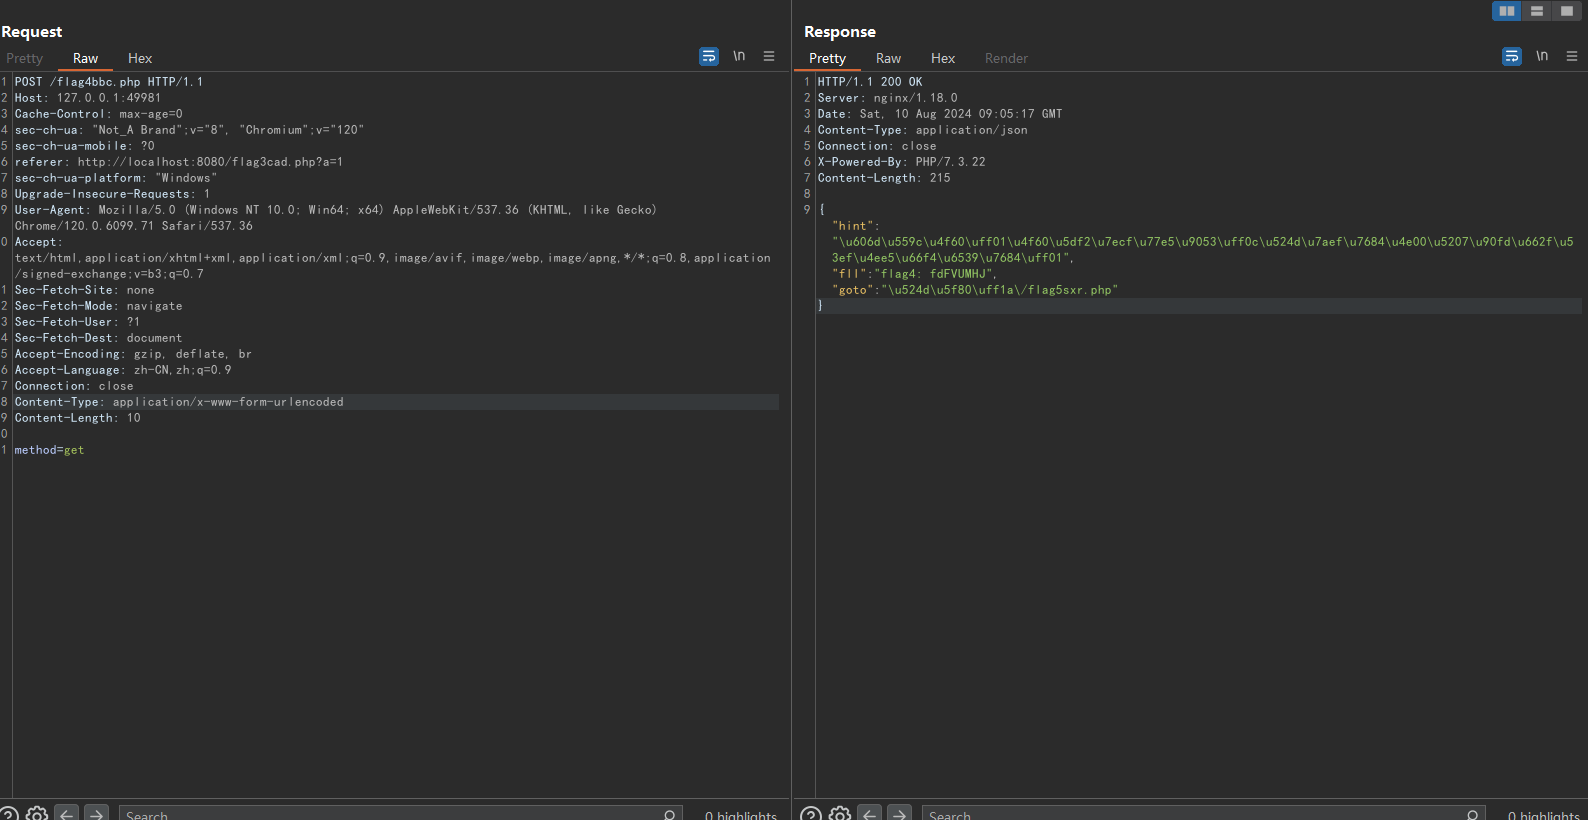 Request
Pretty Raw Hex \n
1 POST /flag4bbc.php HTTP/1.1
2 Host: 127.0.0.1:49981
3 Cache-Control: max-age=0
4 sec-ch-ua: "Not_A Brand";v="8", "Chromium";v="120"
5 sec-ch-ua-mobile: ?0
6 referer: http://localhost:8080/flag3cad.php?a=1
7 sec-ch-ua-platform: "Windows"
8 Upgrade-Insecure-Requests: 1
9 User-Agent: Mozilla/5.0 (Windows NT 10.0; Win64; x64) AppleWebKit/537.36 (KHTML, like Gecko)
Chrome/120.0.6099.71 Safari/537.36
0 Accept:
text/html,application/xhtml+xml,application/xml;q=0.9,image/avif,image/webp,image/apng,*/*;q=0.8,application
/signed-exchange;v=b3;q=0.7
1 Sec-Fetch-Site: none
2 Sec-Fetch-Mode: navigate
3 Sec-Fetch-User: ?1
4 Sec-Fetch-Dest: document
5 Accept-Encoding: gzip, deflate, br
6 Accept-Language: zh-CN,zh;q=0.9
7 Connection: close
8 Content-Type: application/x-www-form-urlencoded
9 Content-Length: 10
0
1 method=get
Search 0 highlights
Response
Pretty Raw Hex Render \n
1 HTTP/1.1 200 OK
2 Server: nginx/1.18.0
3 Date: Sat, 10 Aug 2024 09:05:17 GMT
4 Content-Type: application/json
5 Connection: close
6 X-Powered-By: PHP/7.3.22
7 Content-Length: 215
8
9 {
"hint":
"\u606d\u559c\u4f60\uff01\u4f60\u5df2\u7ecf\u77e5\u9053\uff0c\u524d\u7aef\u7684\u4e00\u5207\u90fd\u662f\u5
3ef\u4ee5\u66f4\u6539\u7684\uff01",
"fll":"flag4: fdFVUMHJ",
"goto":"\u524d\u5f80\uff1a\/flag5sxr.php"
}
Search 0 highlights